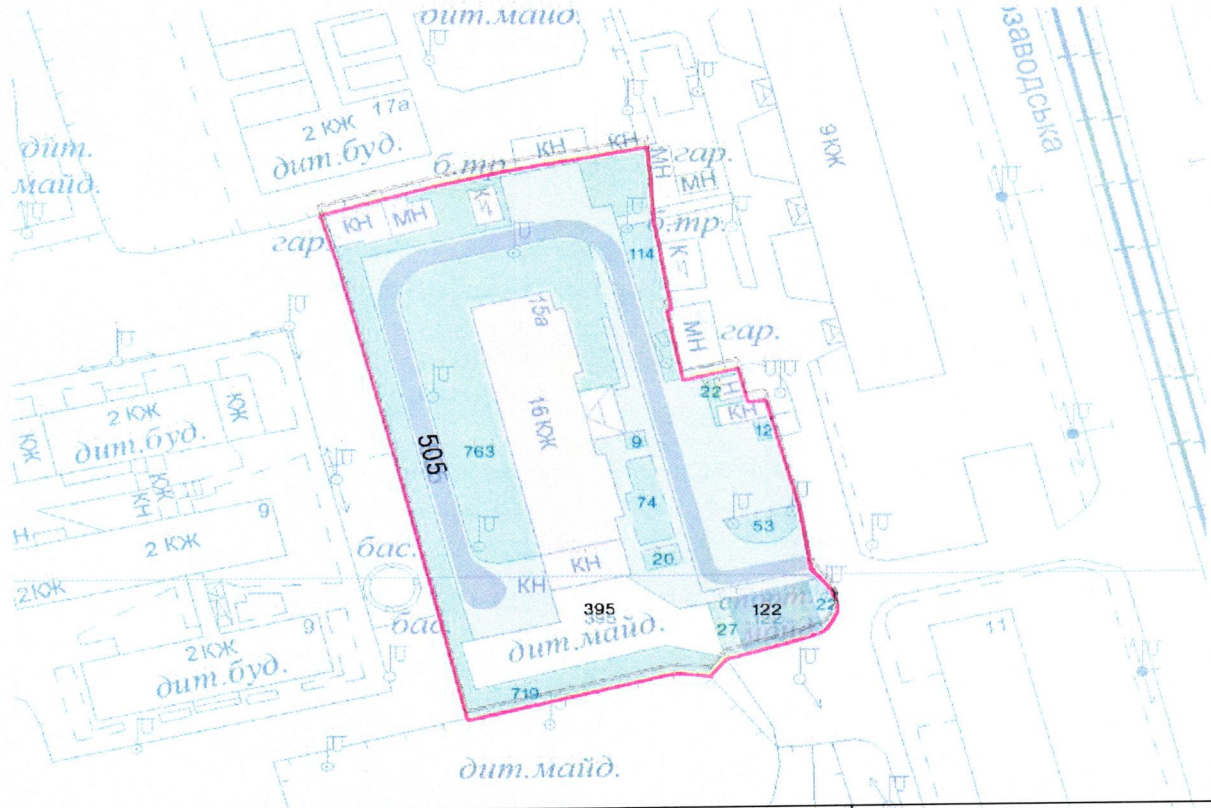 дит.майд.
17а
2 КЖ
дит.буд.
дит.
майд.
б.тр
КН
КН
МН
гар.
МН
9 КЖ
озаводська
КН
МН
К
гар.
б.тр.
К
114
15а
МН
гар.
22
Н
КН
12
16 КЖ
505
763
9
74
53
20
2 КЖ
дит.буд.
КЖ
КЖ
КЖ
КН
9
Н
2 КЖ
бас.
КН
КН
2КЖ
395
395
122
122
22
27
бас
дит.майд.
9
2 КЖ
дит.буд.
11
719
дит.майд.